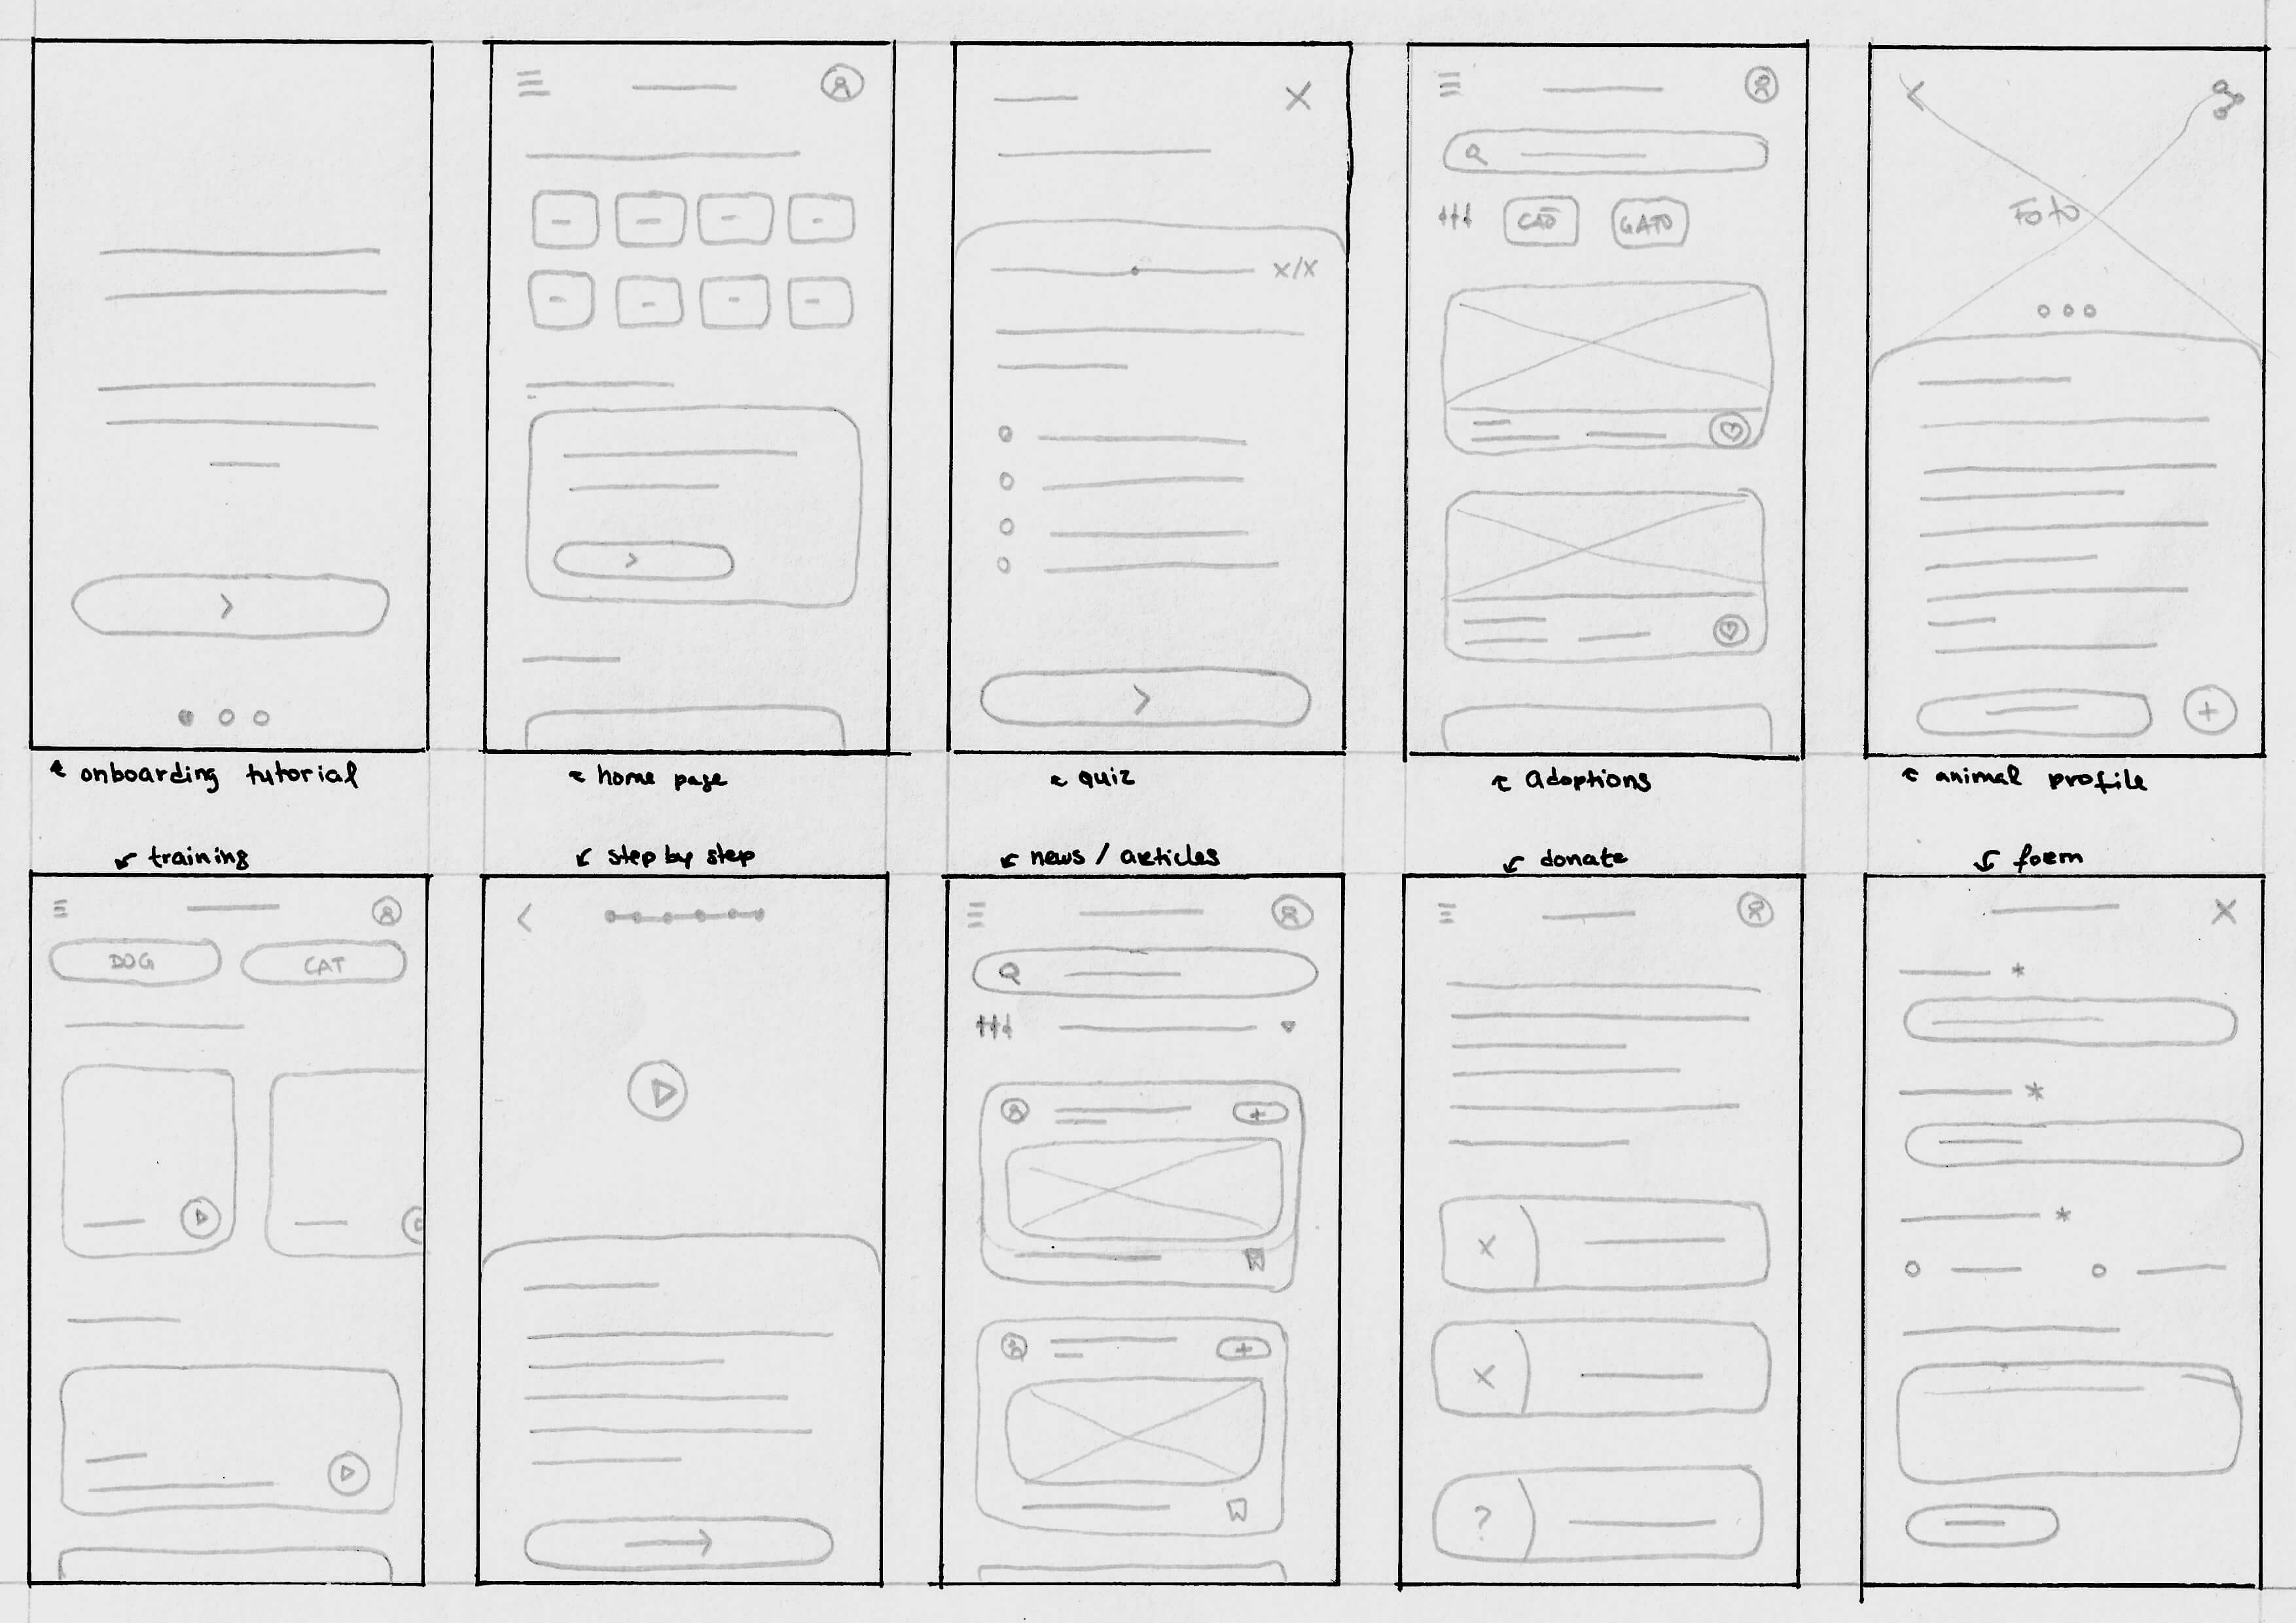 x/x
CÃO GATO
Foto
onboarding tutorial
home page
quiz
Adoptions
animal profile
training
step by step
news / articles
donate
form
DOG CAT
*
*
*
x
x
?